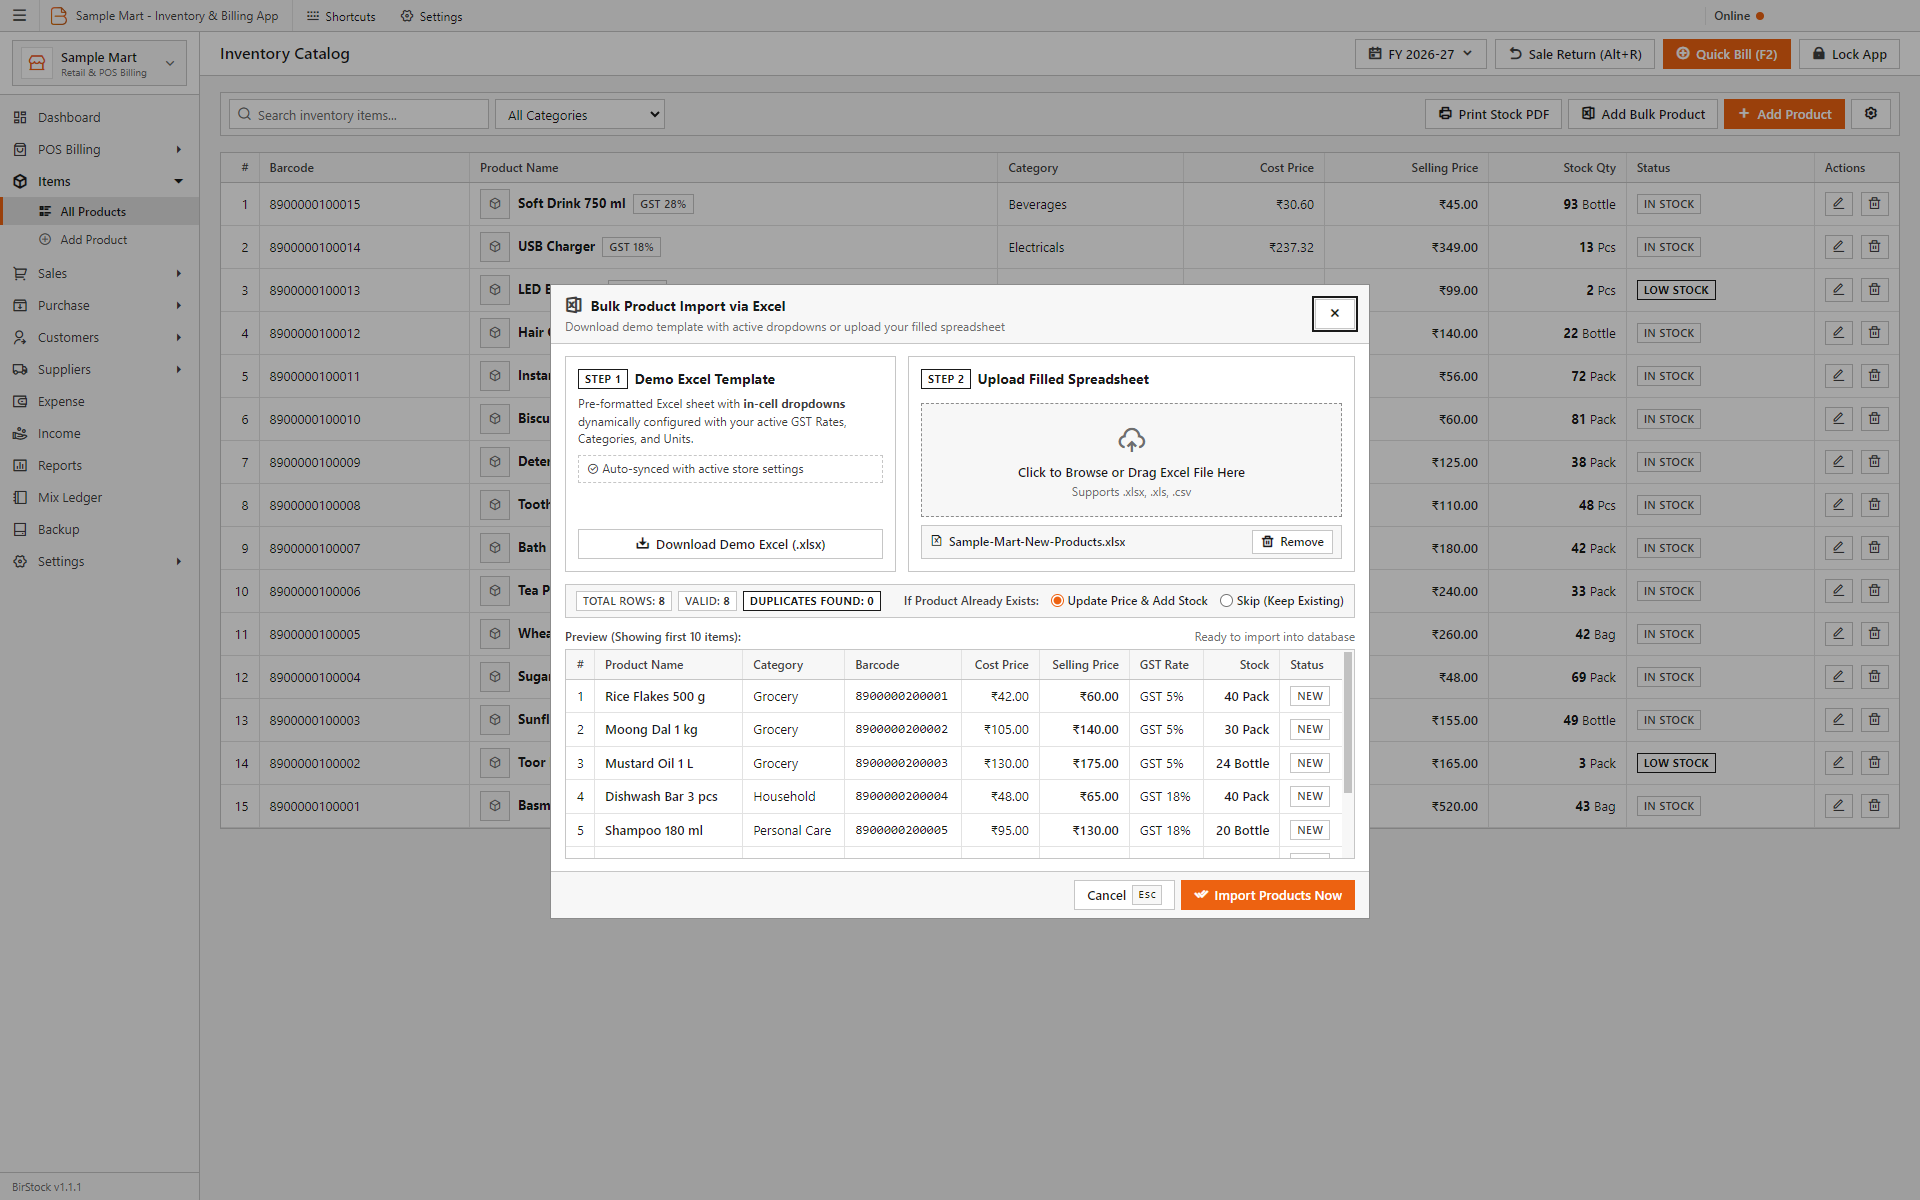 Sample Mart - Inventory & Billing App
Shortcuts
Settings
Online
Sample Mart
Retail & POS Billing
Inventory Catalog
FY 2026-27
Sale Return (Alt+R)
Quick Bill (F2)
Lock App
Dashboard
POS Billing
Items
All Products
Add Product
Sales
Purchase
Customers
Suppliers
Expense
Income
Reports
Mix Ledger
Backup
Settings
BirStock v1.1.1
Search inventory items...
All Categories
Print Stock PDF
Add Bulk Product
Add Product
# Barcode Product Name Category Cost Price Selling Price Stock Qty Status Actions
1 8900000100015 Soft Drink 750 ml GST 28% Beverages ₹30.60 ₹45.00 93 Bottle IN STOCK
2 8900000100014 USB Charger GST 18% Electricals ₹237.32 ₹349.00 13 Pcs IN STOCK
3 8900000100013 LED ₹99.00 2 Pcs LOW STOCK
4 8900000100012 Hair ₹140.00 22 Bottle IN STOCK
5 8900000100011 ₹56.00 72 Pack IN STOCK
6 8900000100010 ₹60.00 81 Pack IN STOCK
7 8900000100009 ₹125.00 38 Pack IN STOCK
8 8900000100008 ₹110.00 48 Pcs IN STOCK
9 8900000100007 Bath ₹180.00 42 Pack IN STOCK
10 8900000100006 Tea ₹240.00 33 Pack IN STOCK
11 8900000100005 ₹260.00 42 Bag IN STOCK
12 8900000100004 ₹48.00 69 Pack IN STOCK
13 8900000100003 ₹155.00 49 Bottle IN STOCK
14 8900000100002 Toor ₹165.00 3 Pack LOW STOCK
15 8900000100001 ₹520.00 43 Bag IN STOCK
Bulk Product Import via Excel
Download demo template with active dropdowns or upload your filled spreadsheet
STEP 1 Demo Excel Template
Pre-formatted Excel sheet with in-cell dropdowns
dynamically configured with your active GST Rates,
Categories, and Units.
Auto-synced with active store settings
Download Demo Excel (.xlsx)
STEP 2 Upload Filled Spreadsheet
Click to Browse or Drag Excel File Here
Supports .xlsx, .xls, .csv
Sample-Mart-New-Products.xlsx
Remove
TOTAL ROWS: 8 VALID: 8 DUPLICATES FOUND: 0 If Product Already Exists: Update Price & Add Stock Skip (Keep Existing)
Preview (Showing first 10 items): Ready to import into database
# Product Name Category Barcode Cost Price Selling Price GST Rate Stock Status
1 Rice Flakes 500 g Grocery 8900000200001 ₹42.00 ₹60.00 GST 5% 40 Pack NEW
2 Moong Dal 1 kg Grocery 8900000200002 ₹105.00 ₹140.00 GST 5% 30 Pack NEW
3 Mustard Oil 1 L Grocery 8900000200003 ₹130.00 ₹175.00 GST 5% 24 Bottle NEW
4 Dishwash Bar 3 pcs Household 8900000200004 ₹48.00 ₹65.00 GST 18% 40 Pack NEW
5 Shampoo 180 ml Personal Care 8900000200005 ₹95.00 ₹130.00 GST 18% 20 Bottle NEW
Cancel Esc
Import Products Now